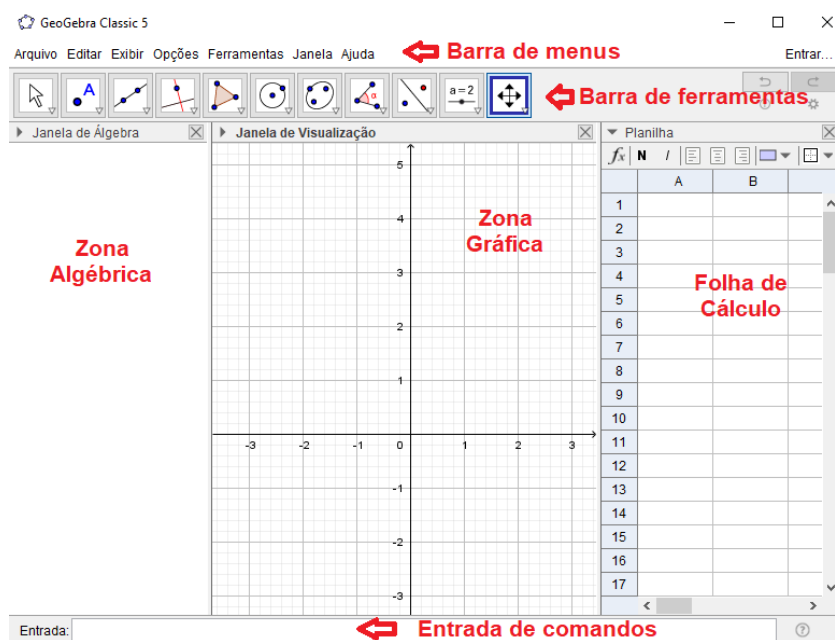 GeoGebra Classic 5
Arquivo Editar Exibir Opções Ferramentas Janela Ajuda
Barra de menus
Entrar...
A
α
a=2
Barra de ferramentas
Janela de Álgebra
Janela de Visualização
Planilha
fx N I
A B
Zona
Algébrica
Zona
Gráfica
Folha de
Cálculo
5
4
3
2
1
-3 -2 -1 0 1 2 3
-1
-2
-3
1
2
3
4
5
6
7
8
9
10
11
12
13
14
15
16
17
Entrada:
Entrada de comandos
?